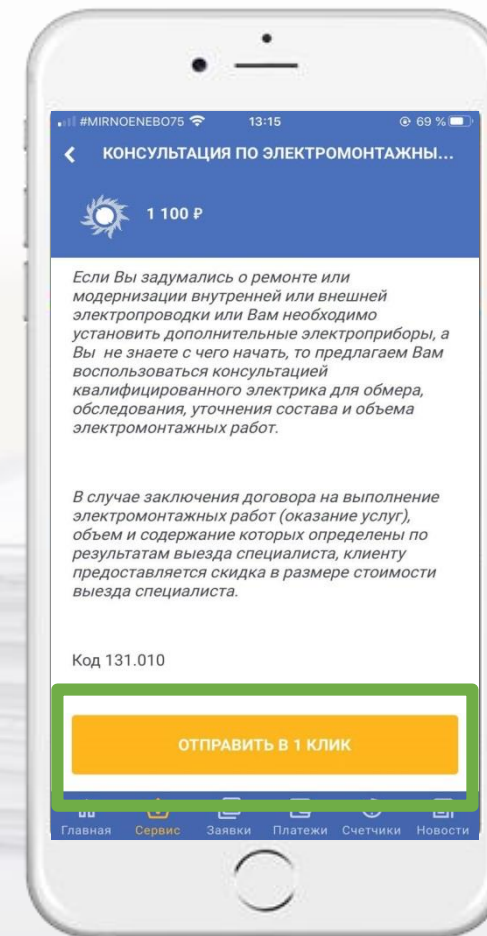 #MIRNOENEBO75 13:15 69 %
КОНСУЛЬТАЦИЯ ПО ЭЛЕКТРОМОНТАЖНЫ...
1 100 ₽
Если Вы задумались о ремонте или
модернизации внутренней или внешней
электропроводки или Вам необходимо
установить дополнительные электроприборы, а
Вы не знаете с чего начать, то предлагаем Вам
воспользоваться консультацией
квалифицированного электрика для обмера,
обследования, уточнения состава и объема
электромонтажных работ.
В случае заключения договора на выполнение
электромонтажных работ (оказание услуг),
объем и содержание которых определены по
результатам выезда специалиста, клиенту
предоставляется скидка в размере стоимости
выезда специалиста.
Код 131.010
ОТПРАВИТЬ В 1 КЛИК
Главная Сервис Заявки Платежи Счетчики Новости